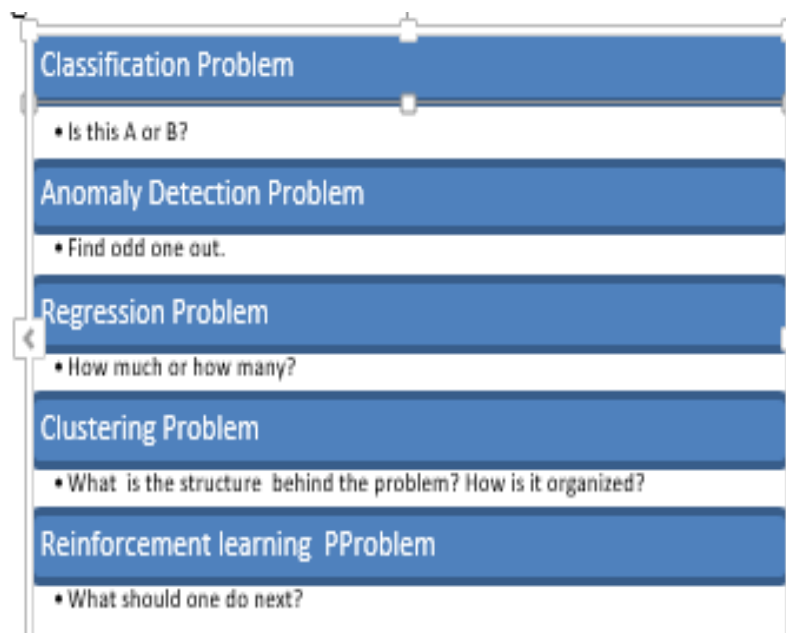 Classification Problem
• Is this A or B?
Anomaly Detection Problem
• Find odd one out.
Regression Problem
• How much or how many?
Clustering Problem
• What is the structure behind the problem? How is it organized?
Reinforcement learning PProblem
• What should one do next?